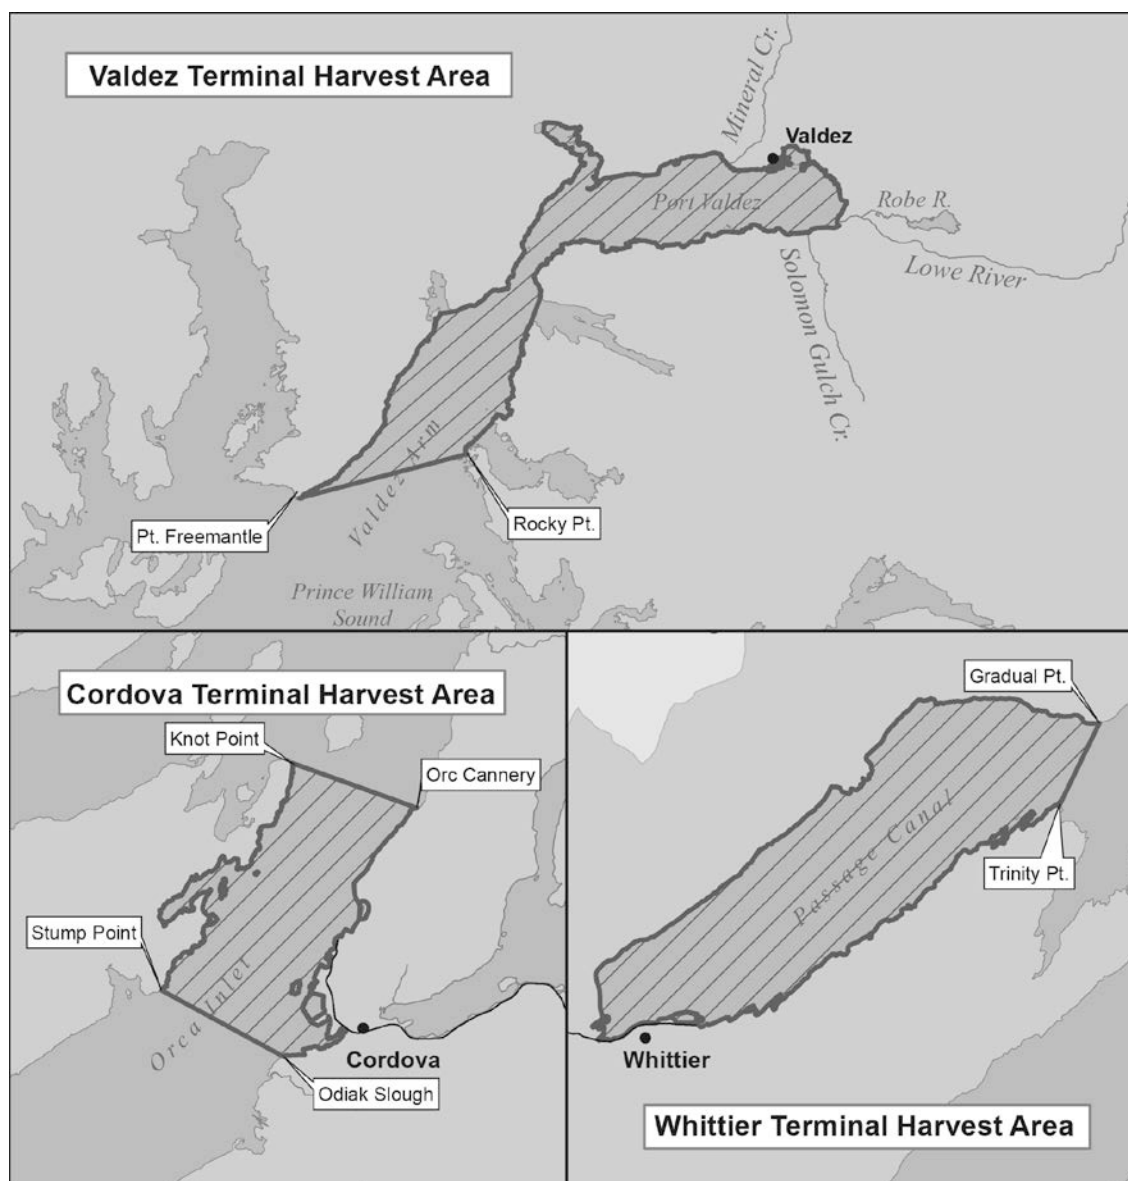 Valdez Terminal Harvest Area
Mineral Cr.
Valdez
Port Valdez
Robe R.
Lowe River
Solomon Gulch Cr.
Valdez Arm
Pt. Freemantle
Rocky Pt.
Prince William
Sound
Cordova Terminal Harvest Area
Knot Point
Orc Cannery
Stump Point
Orca Inlet
Cordova
Odiak Slough
Gradual Pt.
Passage Canal
Trinity Pt.
Whittier
Whittier Terminal Harvest Area